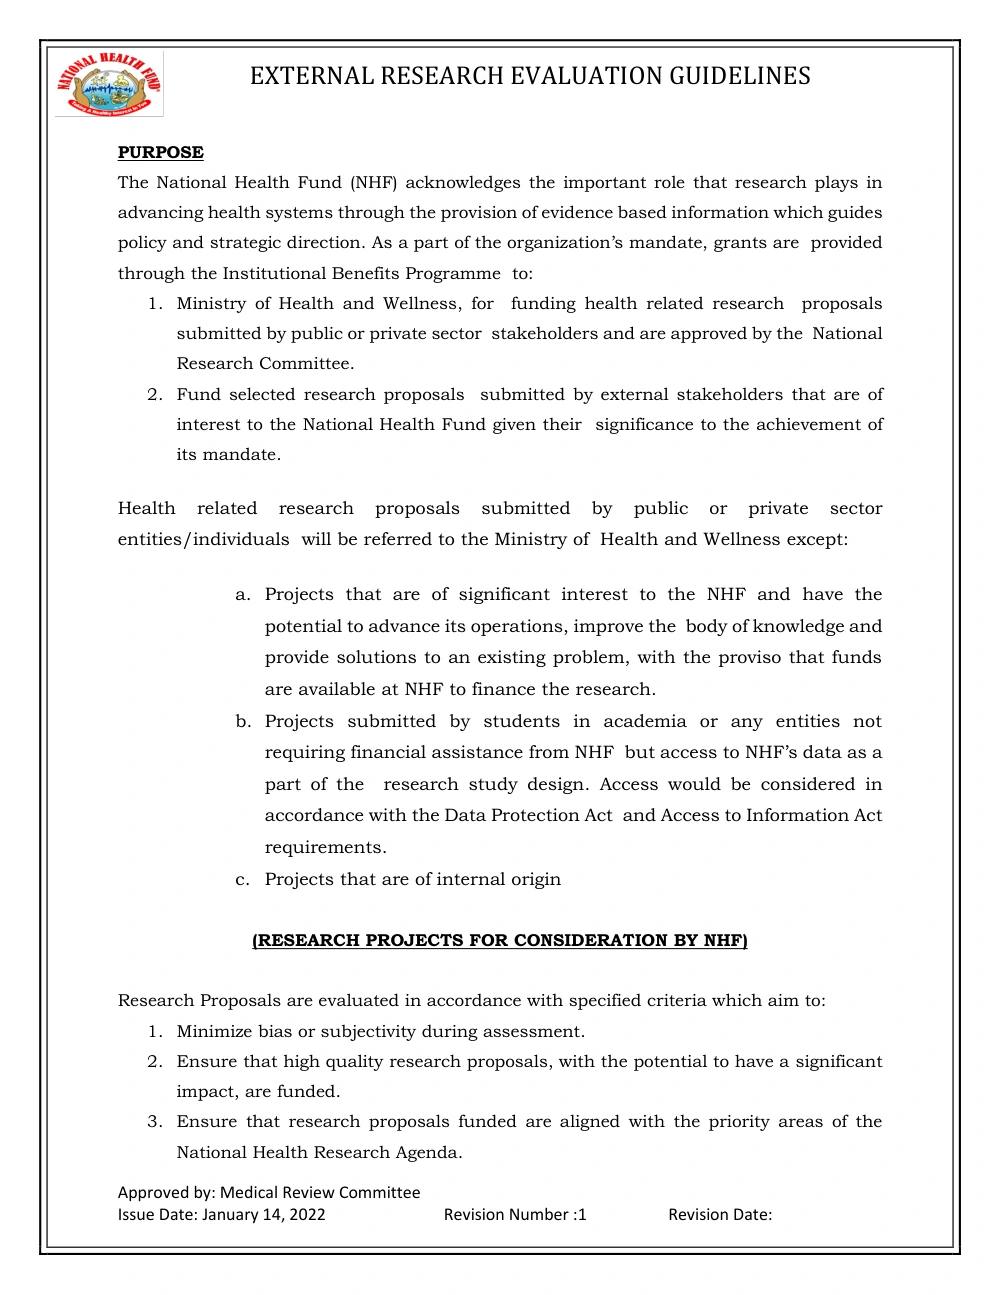 NATIONAL HEALTH FUND
EXTERNAL RESEARCH EVALUATION GUIDELINES
PURPOSE
The National Health Fund (NHF) acknowledges the important role that research plays in
advancing health systems through the provision of evidence based information which guides
policy and strategic direction. As a part of the organization’s mandate, grants are provided
through the Institutional Benefits Programme to:
1. Ministry of Health and Wellness, for funding health related research proposals
submitted by public or private sector stakeholders and are approved by the National
Research Committee.
2. Fund selected research proposals submitted by external stakeholders that are of
interest to the National Health Fund given their significance to the achievement of
its mandate.
Health related research proposals submitted by public or private sector
entities/individuals will be referred to the Ministry of Health and Wellness except:
a. Projects that are of significant interest to the NHF and have the
potential to advance its operations, improve the body of knowledge and
provide solutions to an existing problem, with the proviso that funds
are available at NHF to finance the research.
b. Projects submitted by students in academia or any entities not
requiring financial assistance from NHF but access to NHF’s data as a
part of the research study design. Access would be considered in
accordance with the Data Protection Act and Access to Information Act
requirements.
c. Projects that are of internal origin
(RESEARCH PROJECTS FOR CONSIDERATION BY NHF)
Research Proposals are evaluated in accordance with specified criteria which aim to:
1. Minimize bias or subjectivity during assessment.
2. Ensure that high quality research proposals, with the potential to have a significant
impact, are funded.
3. Ensure that research proposals funded are aligned with the priority areas of the
National Health Research Agenda.
Approved by: Medical Review Committee
Issue Date: January 14, 2022 Revision Number :1 Revision Date: